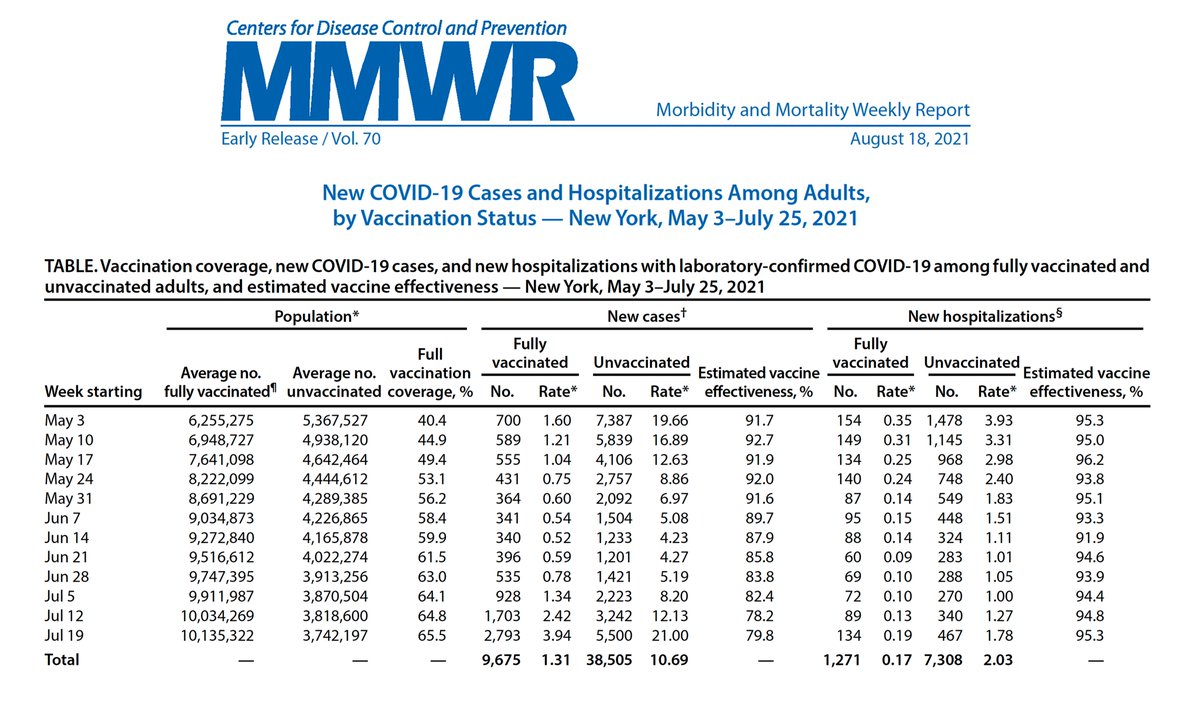 Centers for Disease Control and Prevention
MMWR
Morbidity and Mortality Weekly Report
Early Release / Vol. 70 August 18, 2021
New COVID-19 Cases and Hospitalizations Among Adults,
by Vaccination Status — New York, May 3–July 25, 2021
TABLE. Vaccination coverage, new COVID-19 cases, and new hospitalizations with laboratory-confirmed COVID-19 among fully vaccinated and
unvaccinated adults, and estimated vaccine effectiveness — New York, May 3–July 25, 2021
Population* New cases† New hospitalizations§
Fully Fully
Full vaccinated Unvaccinated vaccinated Unvaccinated
Average no. Average no. vaccination Estimated vaccine Estimated vaccine
Week starting fully vaccinated¶ unvaccinated coverage, % No. Rate* No. Rate* effectiveness, % No. Rate* No. Rate* effectiveness, %
May 3 6,255,275 5,367,527 40.4 700 1.60 7,387 19.66 91.7 154 0.35 1,478 3.93 95.3
May 10 6,948,727 4,938,120 44.9 589 1.21 5,839 16.89 92.7 149 0.31 1,145 3.31 95.0
May 17 7,641,098 4,642,464 49.4 555 1.04 4,106 12.63 91.9 134 0.25 968 2.98 96.2
May 24 8,222,099 4,444,612 53.1 431 0.75 2,757 8.86 92.0 140 0.24 748 2.40 93.8
May 31 8,691,229 4,289,385 56.2 364 0.60 2,092 6.97 91.6 87 0.14 549 1.83 95.1
Jun 7 9,034,873 4,226,865 58.4 341 0.54 1,504 5.08 89.7 95 0.15 448 1.51 93.3
Jun 14 9,272,840 4,165,878 59.9 340 0.52 1,233 4.23 87.9 88 0.14 324 1.11 91.9
Jun 21 9,516,612 4,022,274 61.5 396 0.59 1,201 4.27 85.8 60 0.09 283 1.01 94.6
Jun 28 9,747,395 3,913,256 63.0 535 0.78 1,421 5.19 83.8 69 0.10 288 1.05 93.9
Jul 5 9,911,987 3,870,504 64.1 928 1.34 2,223 8.20 82.4 72 0.10 270 1.00 94.4
Jul 12 10,034,269 3,818,600 64.8 1,703 2.42 3,242 12.13 78.2 89 0.13 340 1.27 94.8
Jul 19 10,135,322 3,742,197 65.5 2,793 3.94 5,500 21.00 79.8 134 0.19 467 1.78 95.3
Total — — — 9,675 1.31 38,505 10.69 — 1,271 0.17 7,308 2.03 —